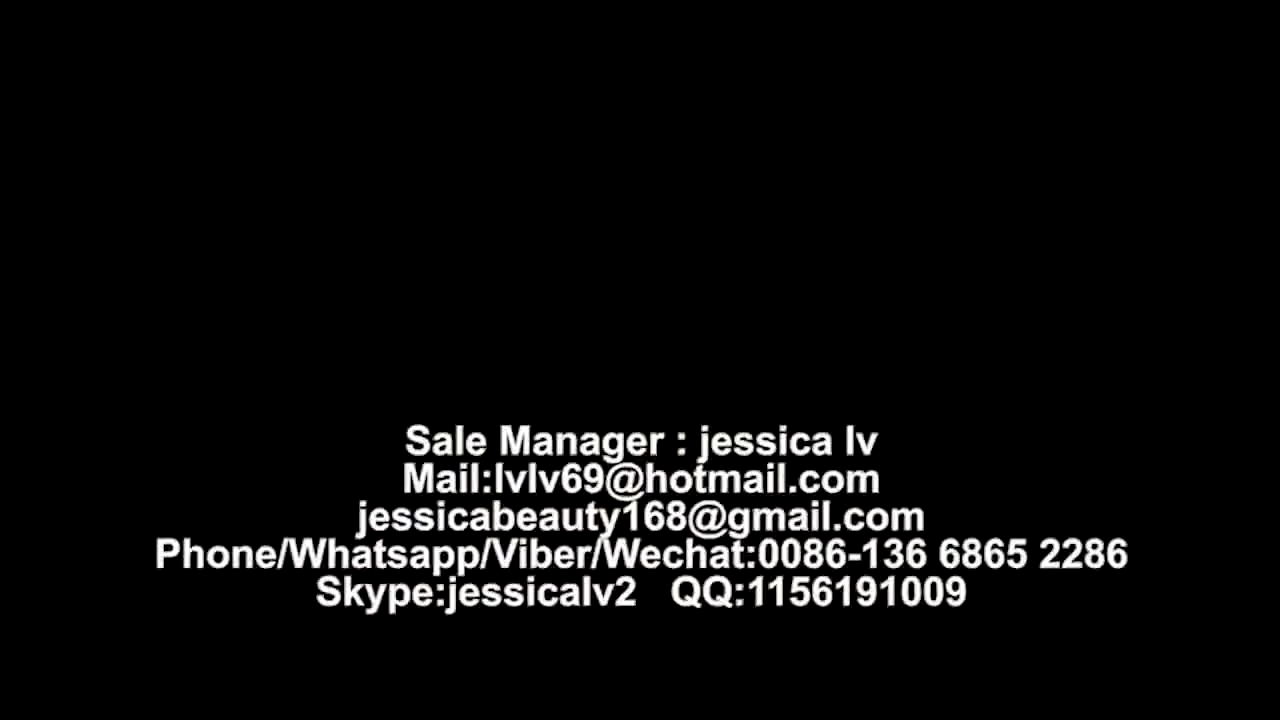 Sale Manager : jessica lv
Mail:lvlv69@hotmail.com
jessicabeauty168@gmail.com
Phone/Whatsapp/Viber/Wechat:0086-136 6865 2286
Skype:jessicalv2 QQ:1156191009